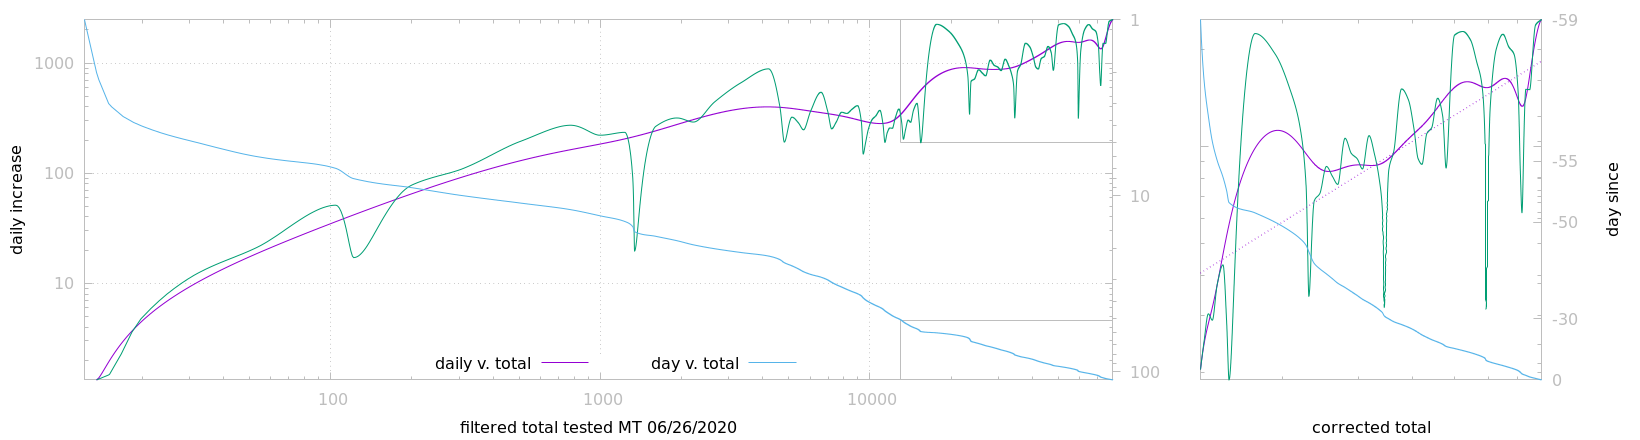 1000
100
10
daily increase
daily v. total
day v. total
100
1000
10000
filtered total tested MT 06/26/2020
1
10
100
-59
-55
-50
-30
0
day since
corrected total